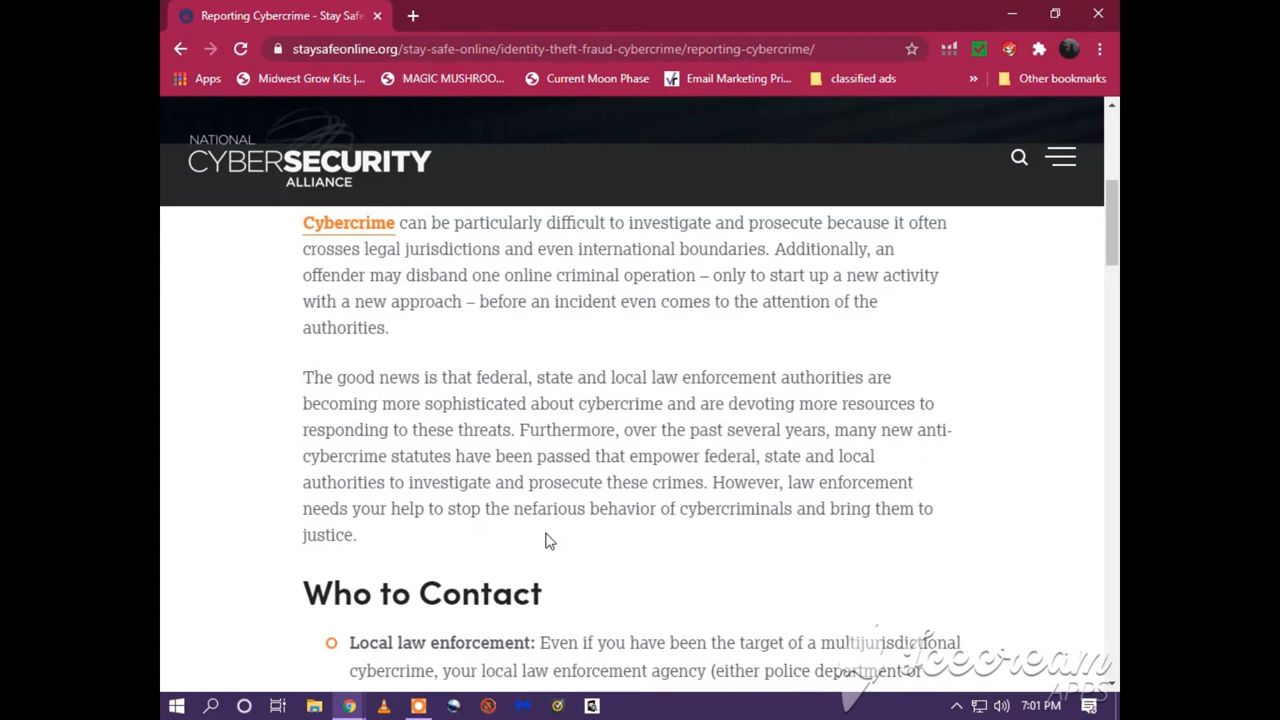 Reporting Cybercrime - Stay Safe
staysafeonline.org/stay-safe-online/identity-theft-fraud-cybercrime/reporting-cybercrime/
Apps Midwest Grow Kits |... MAGIC MUSHROO... Current Moon Phase Email Marketing Pri... classified ads » Other bookmarks
NATIONAL
CYBERSECURITY
ALLIANCE
Cybercrime can be particularly difficult to investigate and prosecute because it often
crosses legal jurisdictions and even international boundaries. Additionally, an
offender may disband one online criminal operation – only to start up a new activity
with a new approach – before an incident even comes to the attention of the
authorities.
The good news is that federal, state and local law enforcement authorities are
becoming more sophisticated about cybercrime and are devoting more resources to
responding to these threats. Furthermore, over the past several years, many new anti-
cybercrime statutes have been passed that empower federal, state and local
authorities to investigate and prosecute these crimes. However, law enforcement
needs your help to stop the nefarious behavior of cybercriminals and bring them to
justice.
Who to Contact
Local law enforcement: Even if you have been the target of a multijurisdictional
cybercrime, your local law enforcement agency (either police department or
Icecream
APPS
7:01 PM